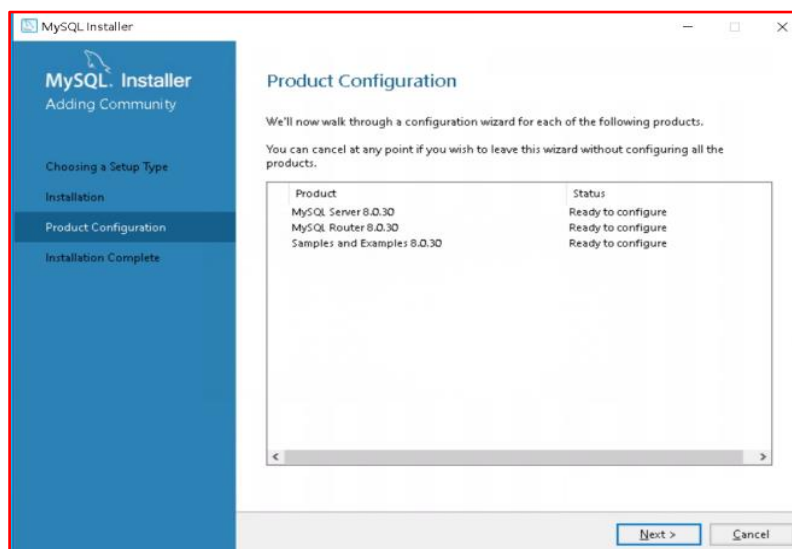 MySQL Installer
MySQL. Installer
Adding Community
Choosing a Setup Type
Installation
Product Configuration
Installation Complete
Product Configuration
We'll now walk through a configuration wizard for each of the following products.
You can cancel at any point if you wish to leave this wizard without configuring all the
products.
Product Status
MySQL Server 8.0.30 Ready to configure
MySQL Router 8.0.30 Ready to configure
Samples and Examples 8.0.30 Ready to configure
Next > Cancel